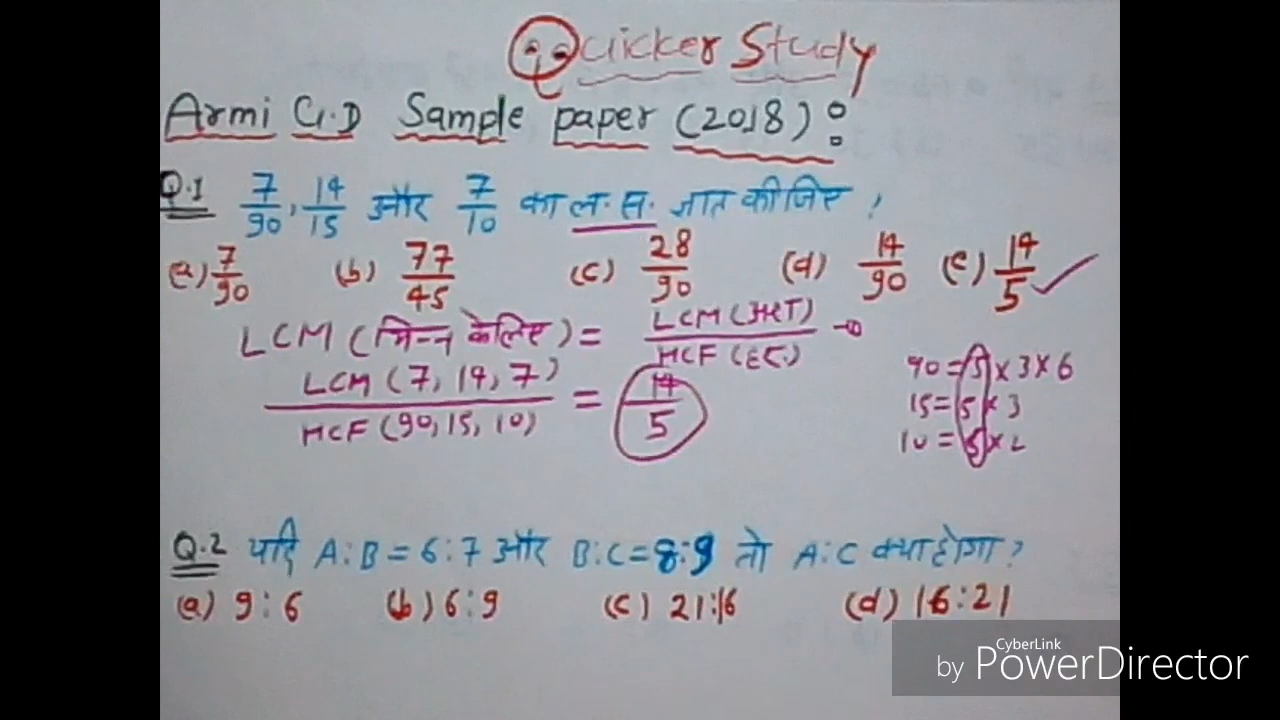 Quicker Study
Armi G.D Sample paper (2018) :
Q.1 7/90, 14/15 और 7/10 का ल. स. ज्ञात कीजिए ?
(a) 7/90 (b) 77/45 (c) 28/90 (d) 14/90 (e) 14/5 ✓
LCM (भिन्न के लिए) = LCM (अंश) / HCF (हर)
LCM (7, 14, 7) / HCF (90, 15, 10) = 14/5
90 = 5 × 3 × 6
15 = 5 × 3
10 = 5 × 2
Q.2 यदि A:B = 6:7 और B:C = 8:9 तो A:C क्या होगा ?
(a) 9:6 (b) 6:9 (c) 21:16 (d) 16:21
CyberLink
by PowerDirector